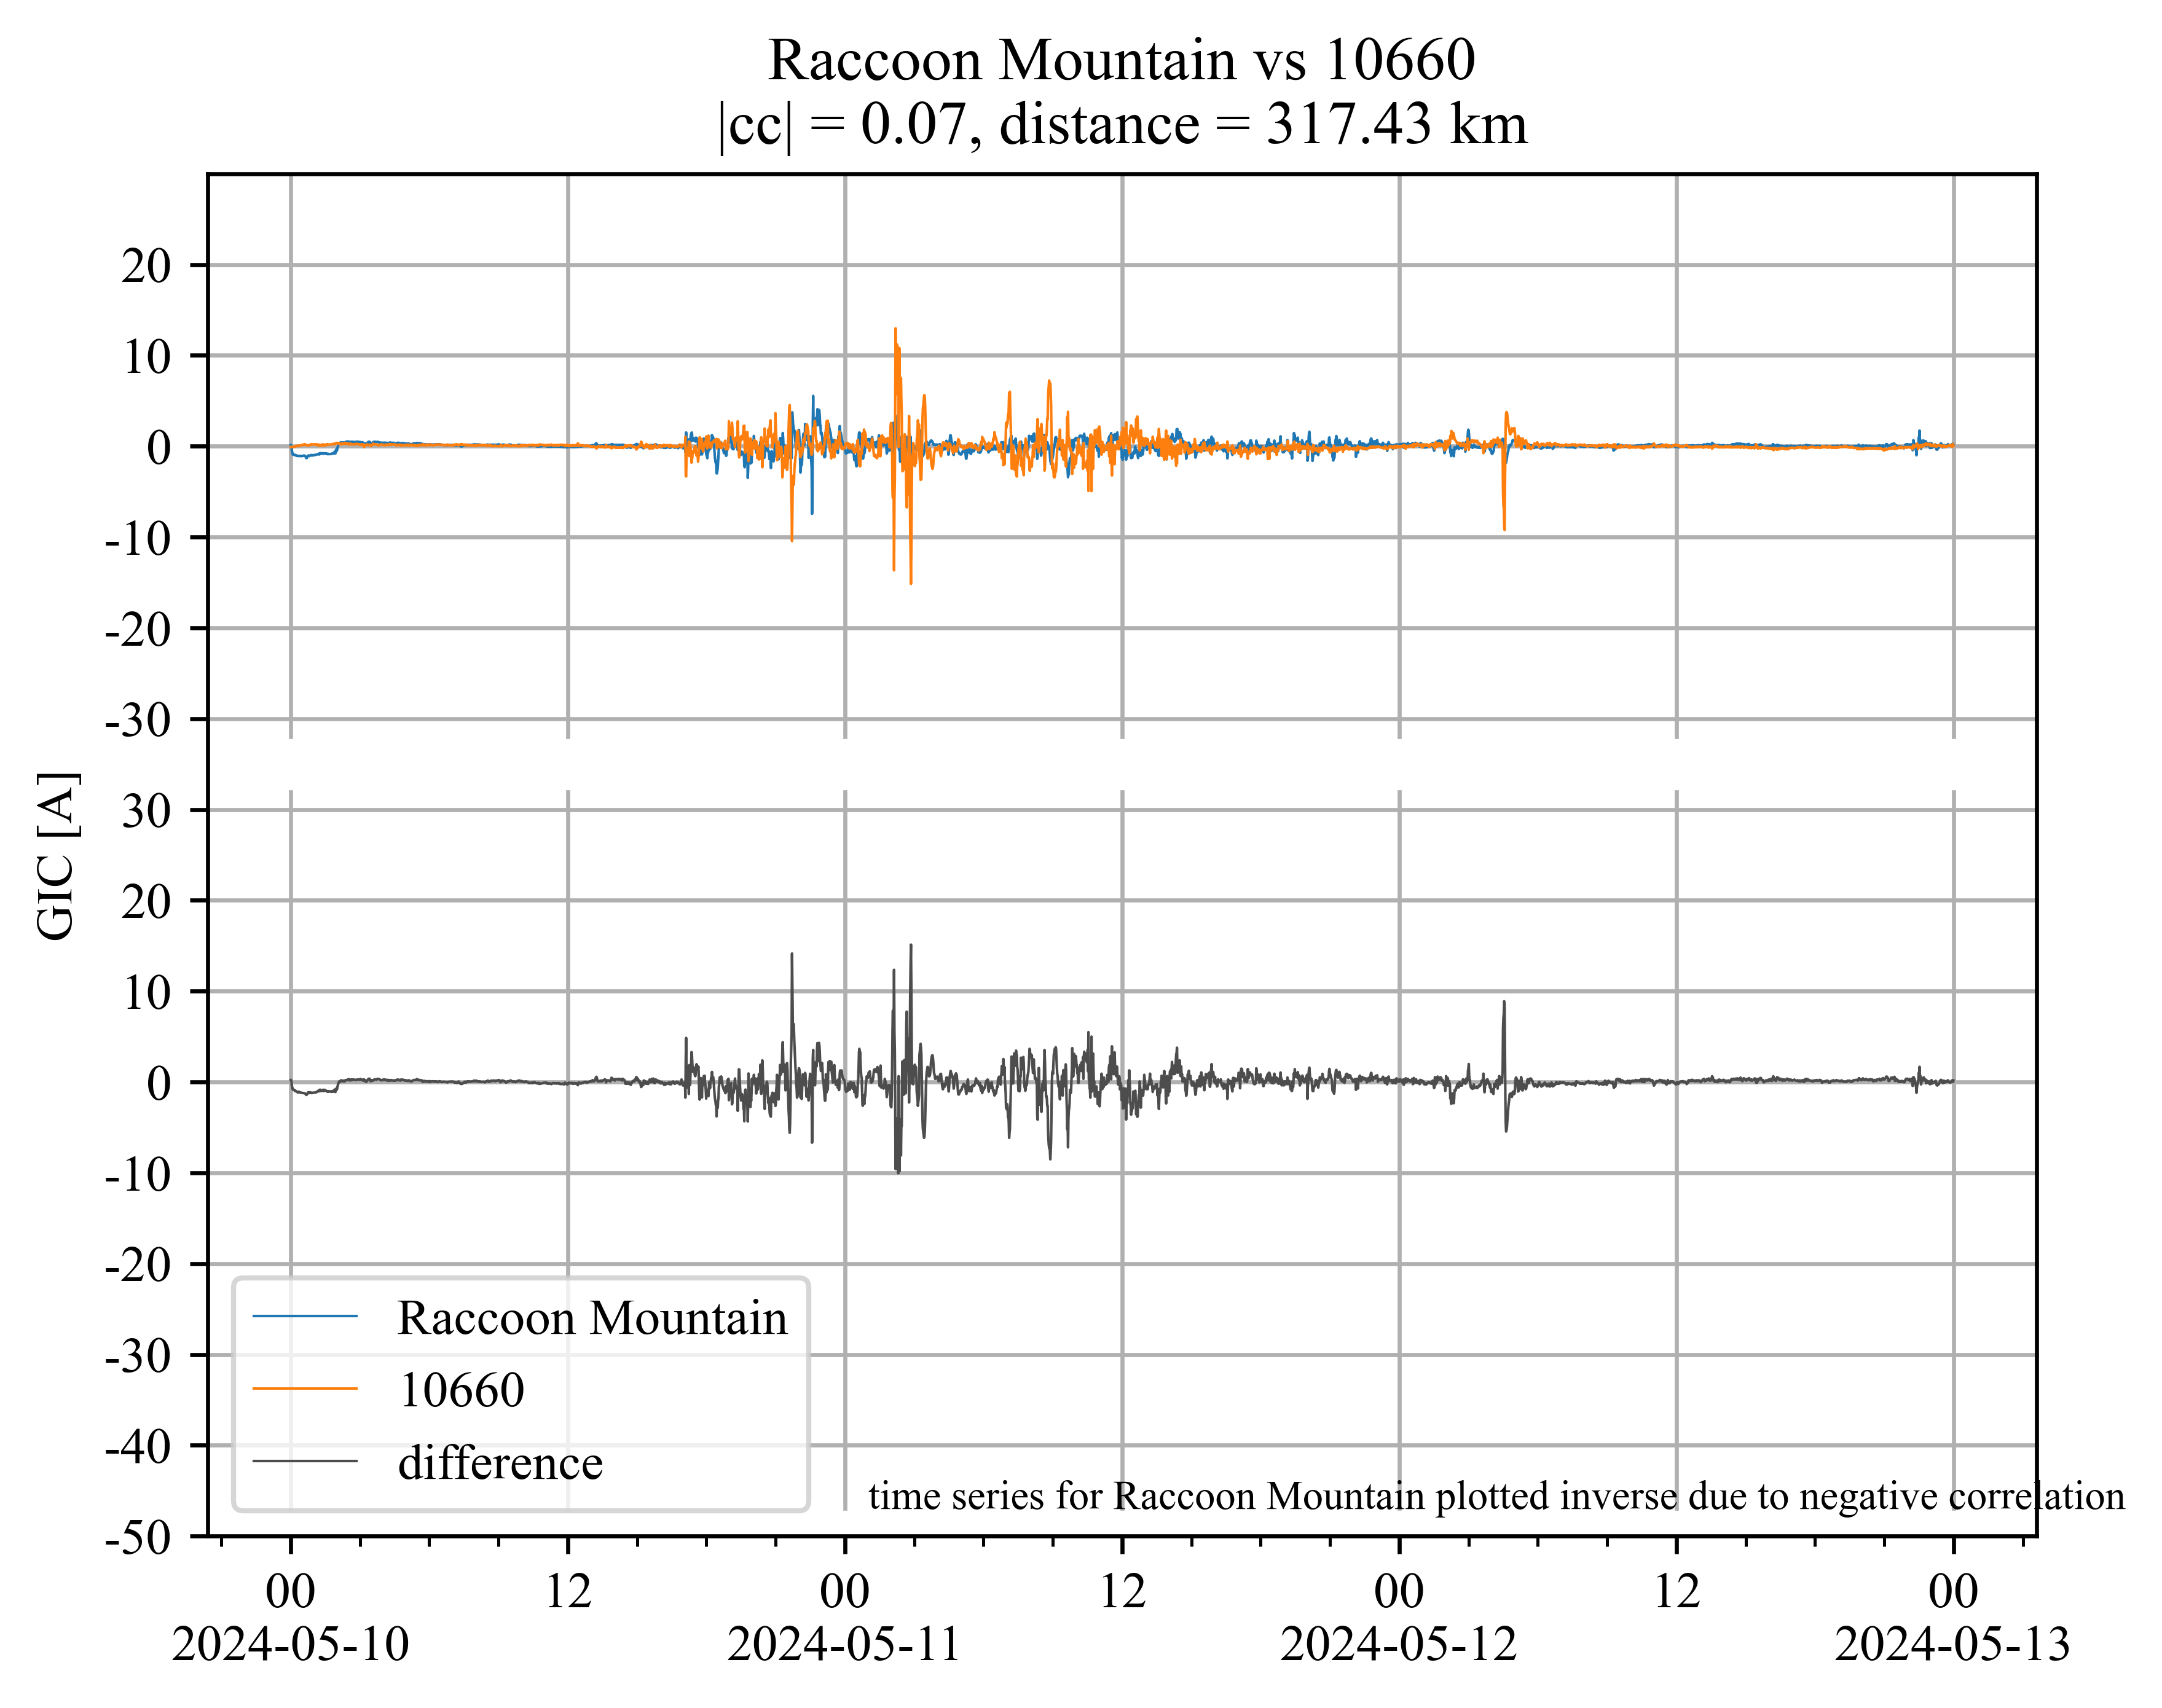 Raccoon Mountain vs 10660
|cc| = 0.07, distance = 317.43 km
GIC [A]
20
10
0
-10
-20
-30
30
20
10
0
-10
-20
-30
-40
-50
Raccoon Mountain
10660
difference
time series for Raccoon Mountain plotted inverse due to negative correlation
00 12 00 12 00 12 00
2024-05-10 2024-05-11 2024-05-12 2024-05-13